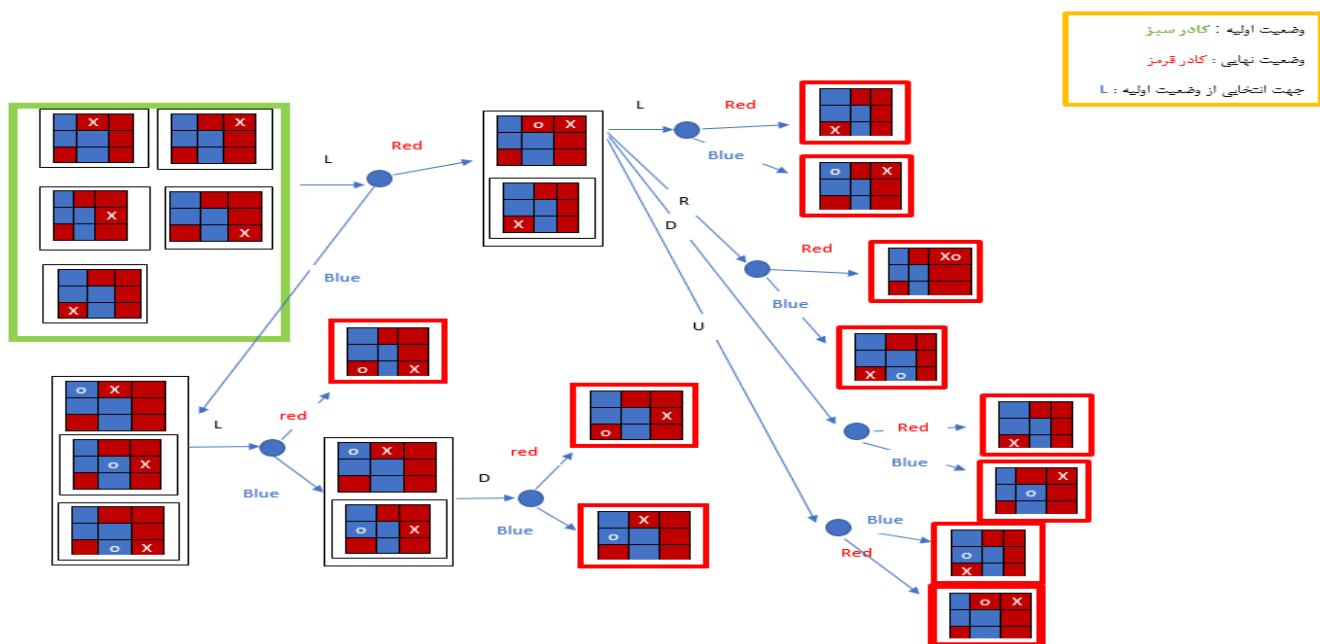 وضعیت اولیه : کادر سبز
وضعیت نهایی : کادر قرمز
جهت انتخابی از وضعیت اولیه : L
X
X
X
X
X
L
Red
Blue
O X
X
L
Red
X
Blue
O X
R
Red
XO
Blue
X O
D
Red
X
Blue
X
O
U
Blue
O
X
Red
O X
O X
O X
O X
L
red
O X
Blue
O X
O X
D
red
X
O
Blue
X
O